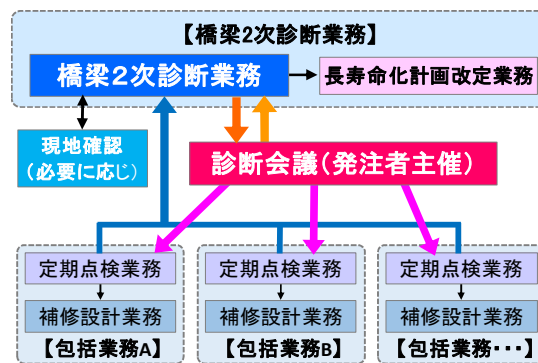 【橋梁2次診断業務】
橋梁２次診断業務
長寿命化計画改定業務
現地確認
（必要に応じ）
診断会議（発注者主催）
定期点検業務
補修設計業務
【包括業務A】
定期点検業務
補修設計業務
【包括業務B】
定期点検業務
補修設計業務
【包括業務･･･】